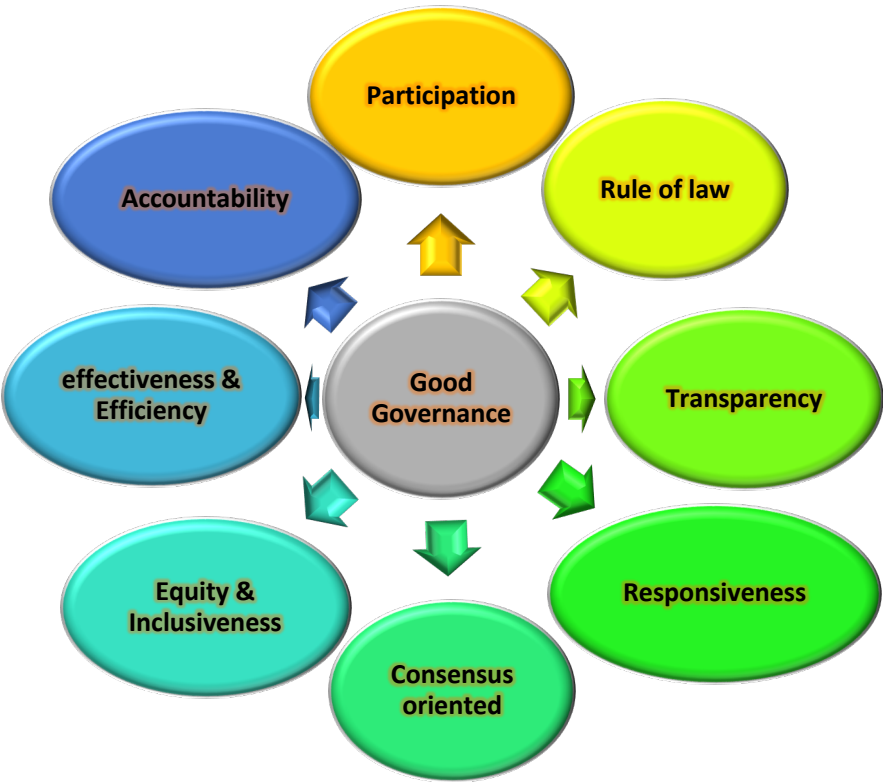 Participation
Rule of law
Transparency
Responsiveness
Consensus
oriented
Equity &
Inclusiveness
effectiveness &
Efficiency
Accountability
Good
Governance